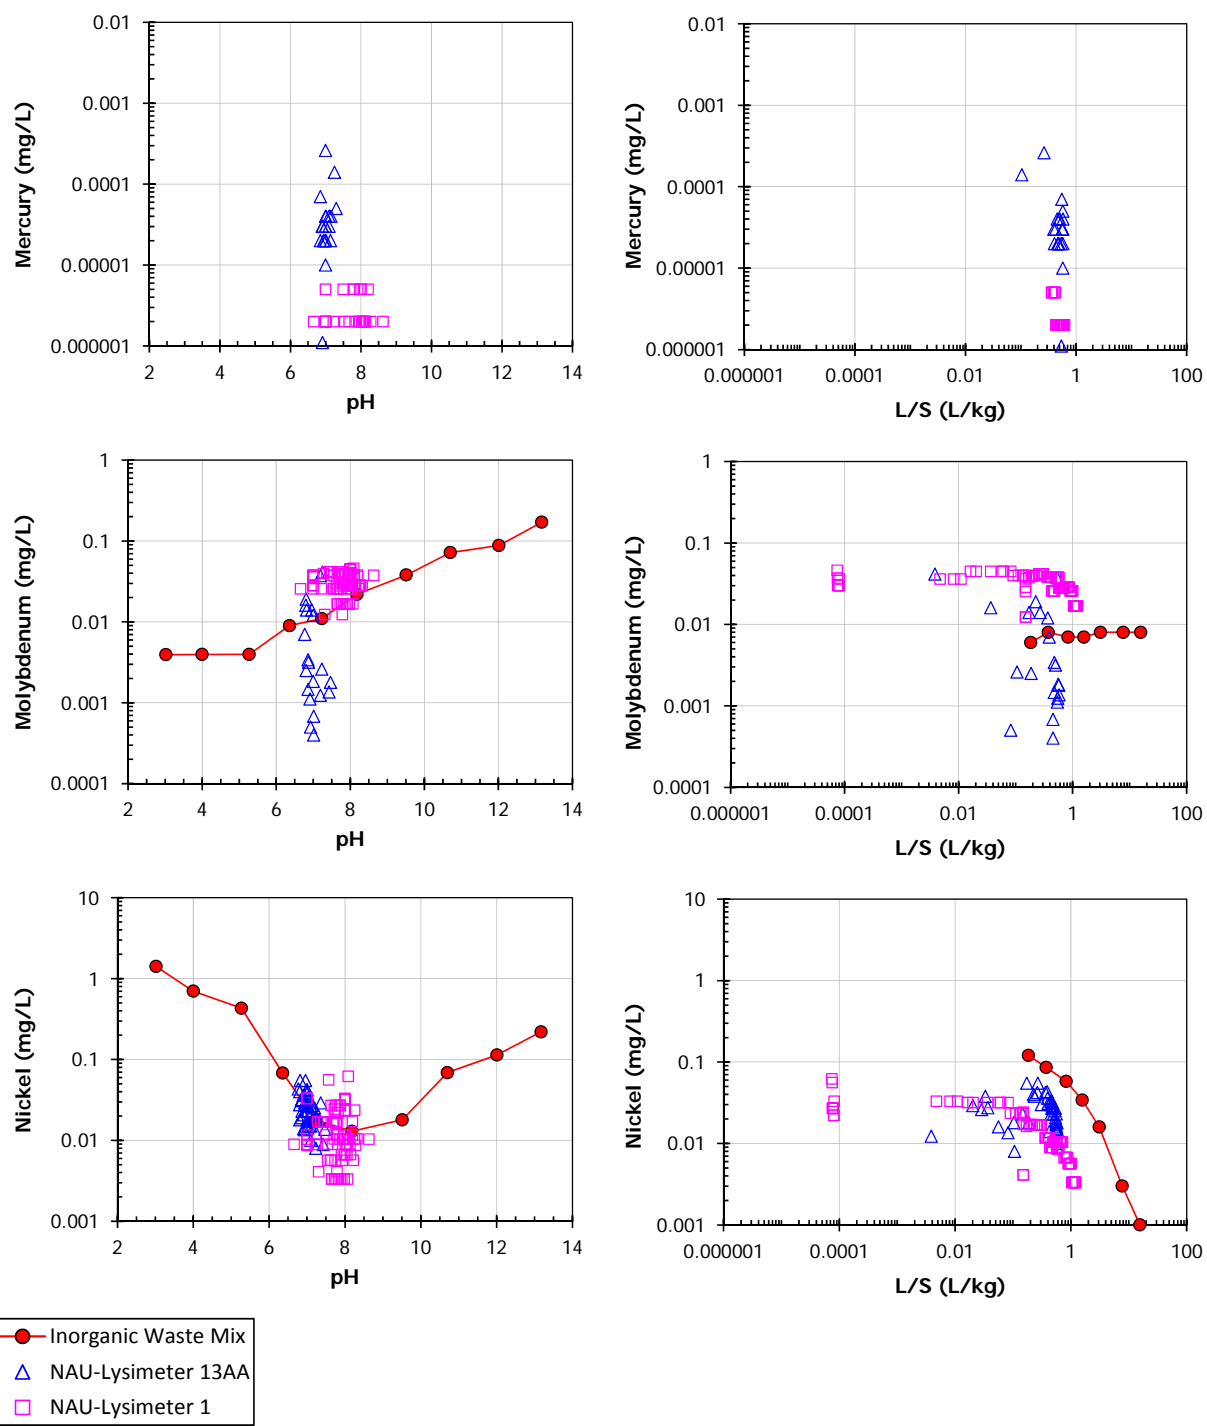 0.01
0.001
0.0001
0.00001
0.000001
Mercury (mg/L)
2 4 6 8 10 12 14
pH
0.01
0.001
0.0001
0.00001
0.000001
Mercury (mg/L)
0.000001 0.0001 0.01 1 100
L/S (L/kg)
1
0.1
0.01
0.001
0.0001
Molybdenum (mg/L)
2 4 6 8 10 12 14
pH
1
0.1
0.01
0.001
0.0001
Molybdenum (mg/L)
0.000001 0.0001 0.01 1 100
L/S (L/kg)
10
1
0.1
0.01
0.001
Nickel (mg/L)
2 4 6 8 10 12 14
pH
10
1
0.1
0.01
0.001
Nickel (mg/L)
0.000001 0.0001 0.01 1 100
L/S (L/kg)
Inorganic Waste Mix
NAU-Lysimeter 13AA
NAU-Lysimeter 1